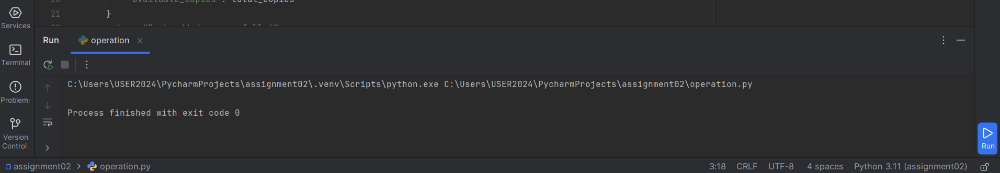 Services
Terminal
Problems
Version
Control
21 }
Run operation
C:\Users\USER2024\PycharmProjects\assignment02\.venv\Scripts\python.exe C:\Users\USER2024\PycharmProjects\assignment02\operation.py
Process finished with exit code 0
Run
assignment02 > operation.py 3:18 CRLF UTF-8 4 spaces Python 3.11 (assignment02)